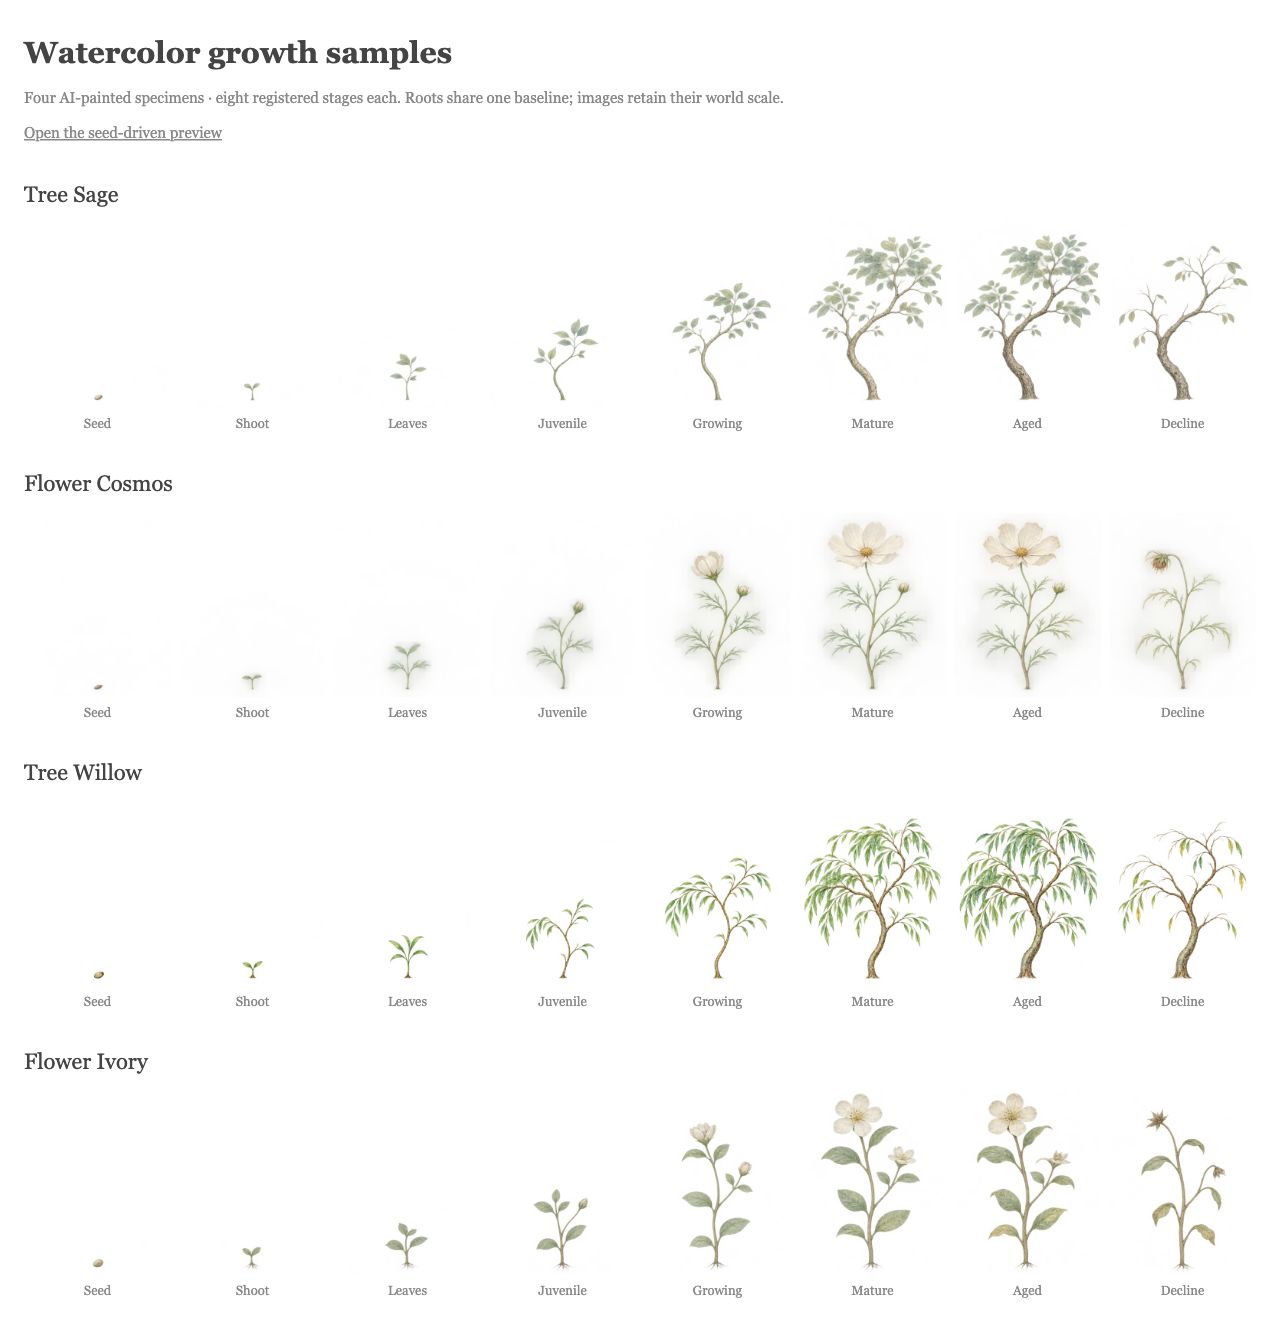 Watercolor growth samples
Four AI-painted specimens · eight registered stages each. Roots share one baseline; images retain their world scale.
Open the seed-driven preview
Tree Sage
Seed Shoot Leaves Juvenile Growing Mature Aged Decline
Flower Cosmos
Seed Shoot Leaves Juvenile Growing Mature Aged Decline
Tree Willow
Seed Shoot Leaves Juvenile Growing Mature Aged Decline
Flower Ivory
Seed Shoot Leaves Juvenile Growing Mature Aged Decline